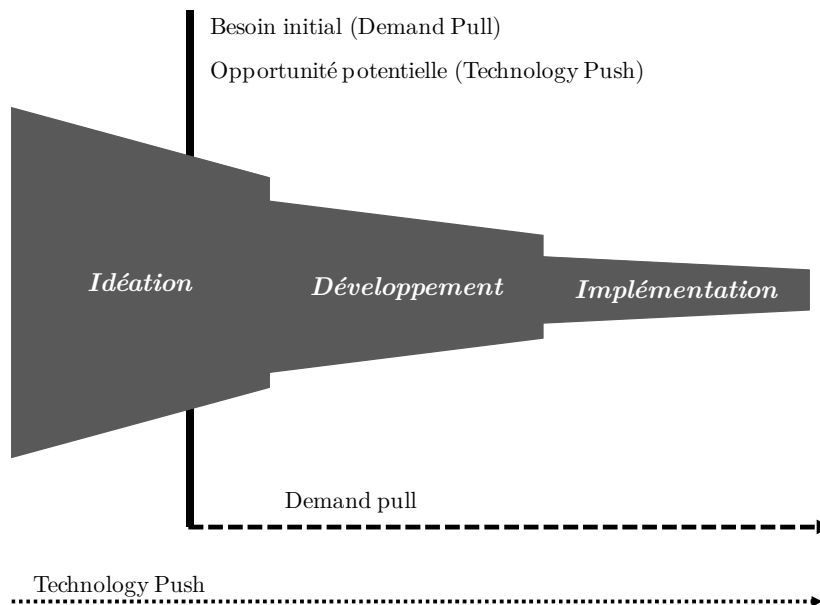 Besoin initial (Demand Pull)
Opportunité potentielle (Technology Push)
Idéation
Développement
Implémentation
Demand pull
Technology Push